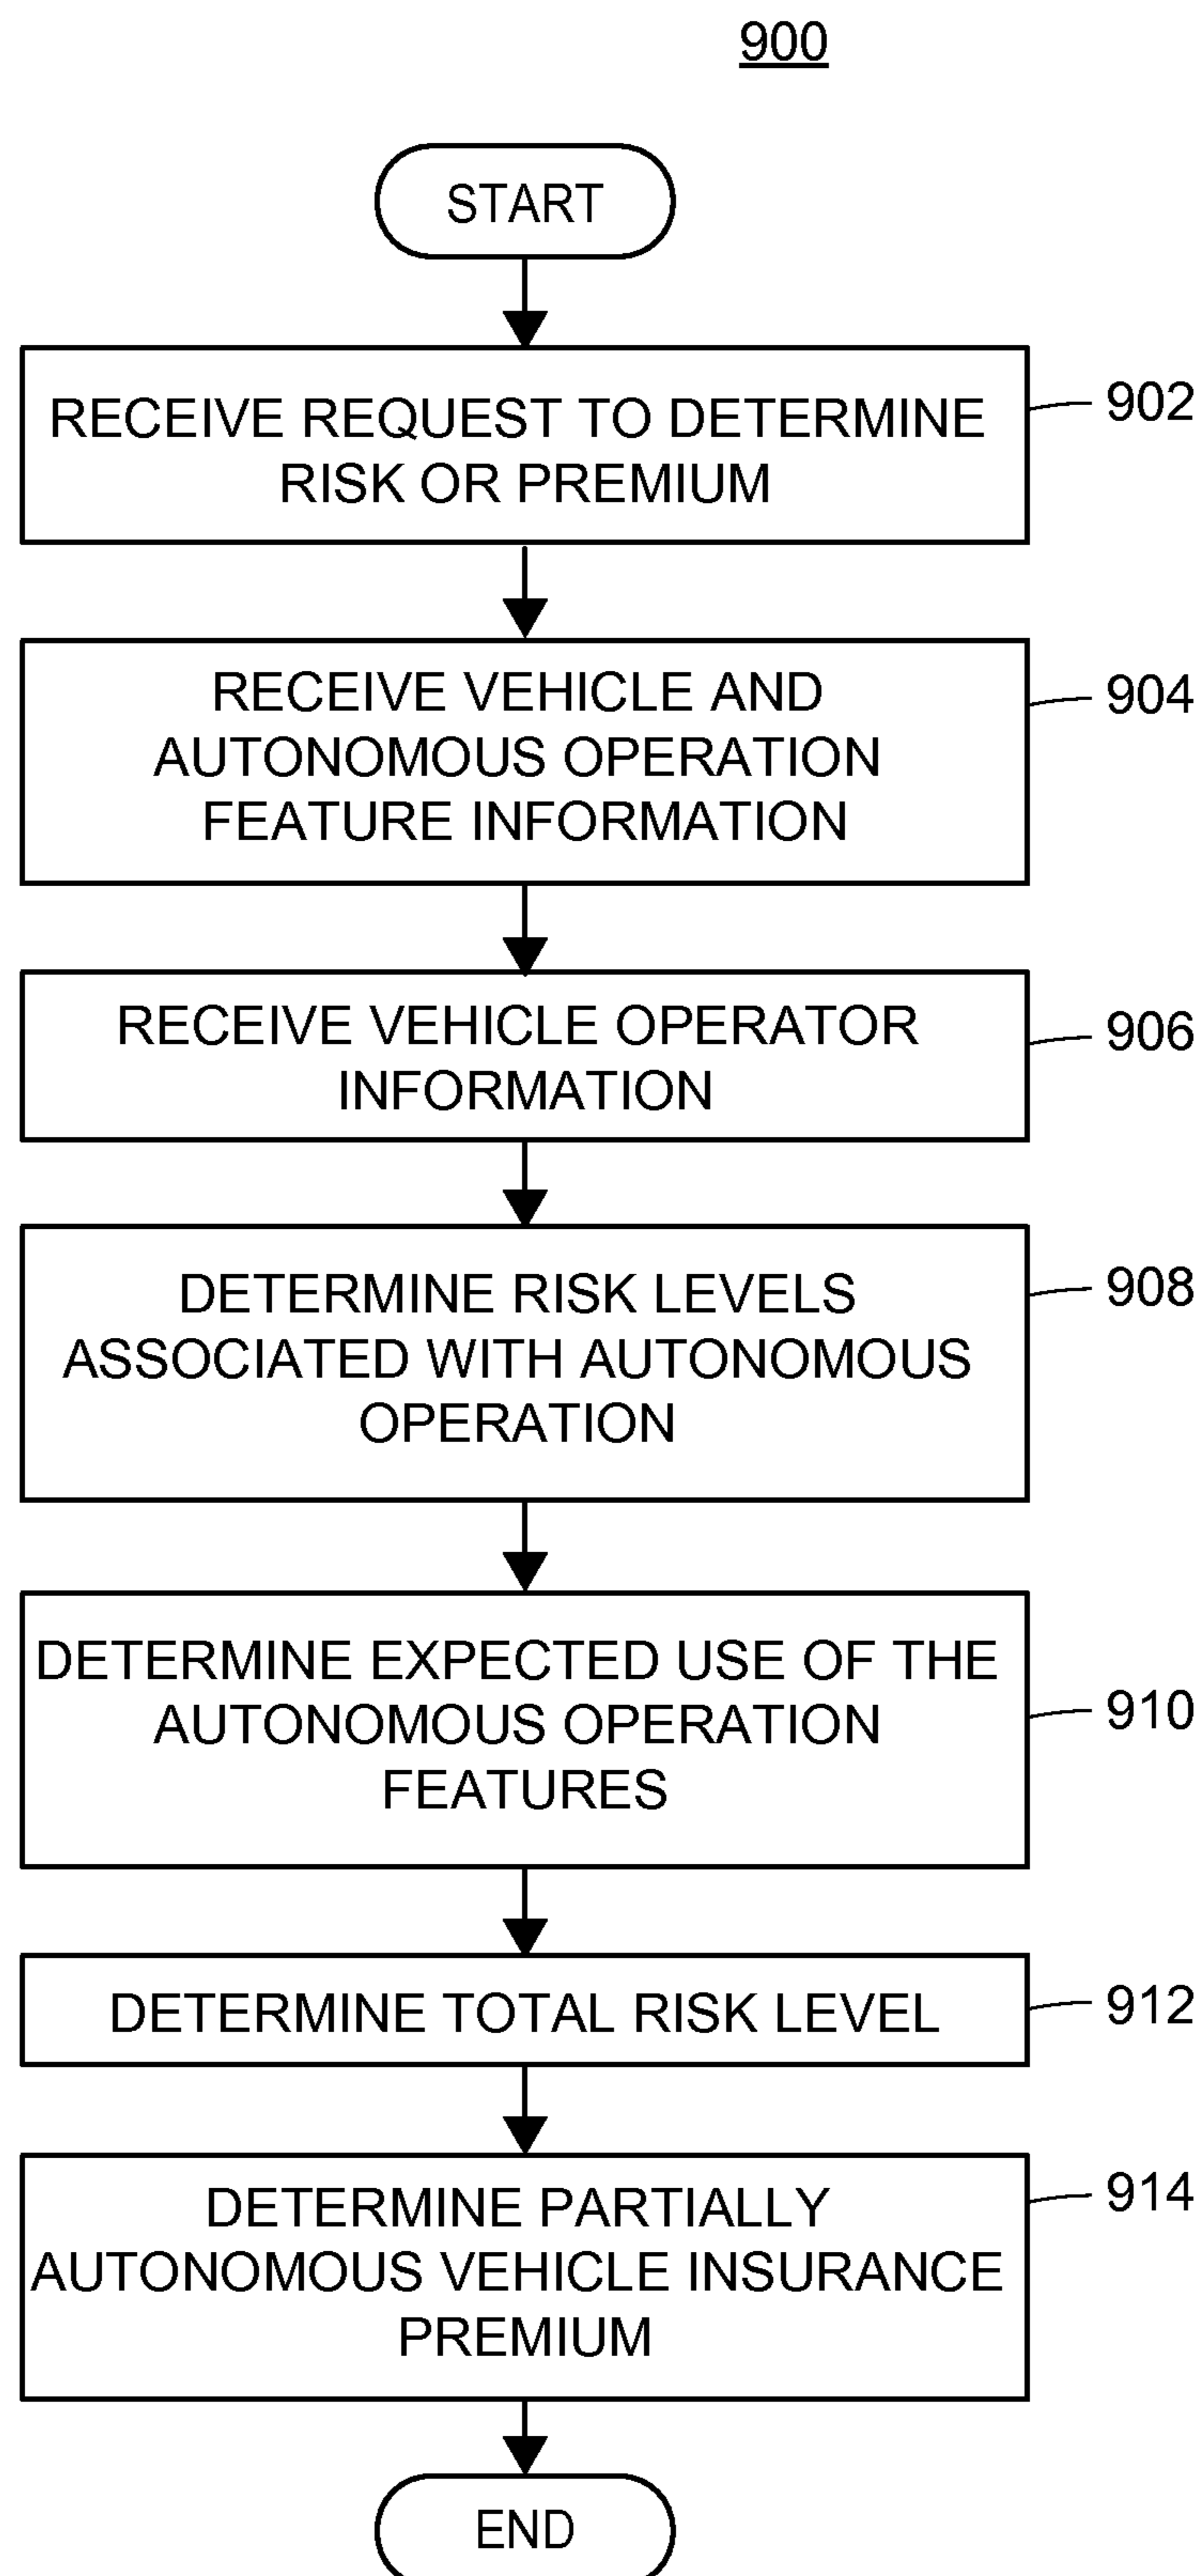 900
START
RECEIVE REQUEST TO DETERMINE
RISK OR PREMIUM
902
RECEIVE VEHICLE AND
AUTONOMOUS OPERATION
FEATURE INFORMATION
904
RECEIVE VEHICLE OPERATOR
INFORMATION
906
DETERMINE RISK LEVELS
ASSOCIATED WITH AUTONOMOUS
OPERATION
908
DETERMINE EXPECTED USE OF THE
AUTONOMOUS OPERATION
FEATURES
910
DETERMINE TOTAL RISK LEVEL
912
DETERMINE PARTIALLY
AUTONOMOUS VEHICLE INSURANCE
PREMIUM
914
END